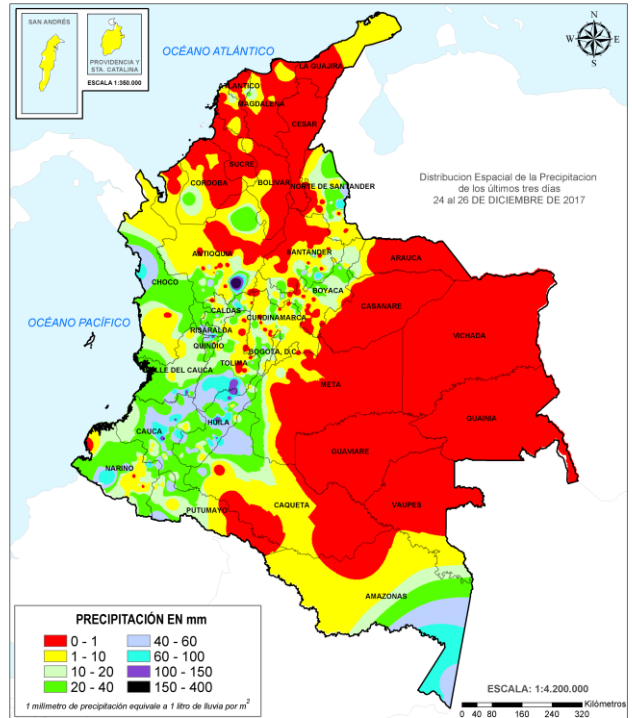 SAN ANDRÉS
PROVIDENCIA Y
STA. CATALINA
ESCALA 1:350.000
OCÉANO ATLÁNTICO
N
W
E
S
LA GUAJIRA
ATLANTICO
MAGDALENA
CESAR
SUCRE
CORDOBA
BOLIVAR
NORTE DE SANTANDER
Distribucion Espacial de la Precipitacion
de los últimos tres días
24 al 26 DE DICIEMBRE DE 2017
ANTIOQUIA
SANTANDER
ARAUCA
CHOCO
BOYACA
CASANARE
CALDAS
CUNDINAMARCA
OCÉANO PACÍFICO
RISARALDA
VICHADA
QUINDIO
BOGOTA, D.C.
TOLIMA
VALLE DEL CAUCA
META
GUAINIA
HUILA
CAUCA
GUAVIARE
NARIÑO
VAUPES
CAQUETA
PUTUMAYO
AMAZONAS
PRECIPITACIÓN EN mm
0 - 1
40 - 60
1 - 10
60 - 100
10 - 20
100 - 150
20 - 40
150 - 400
1 milímetro de precipitación equivale a 1 litro de lluvia por m²
ESCALA: 1:4.200.000
Kilómetros
0 40 80 160 240 320